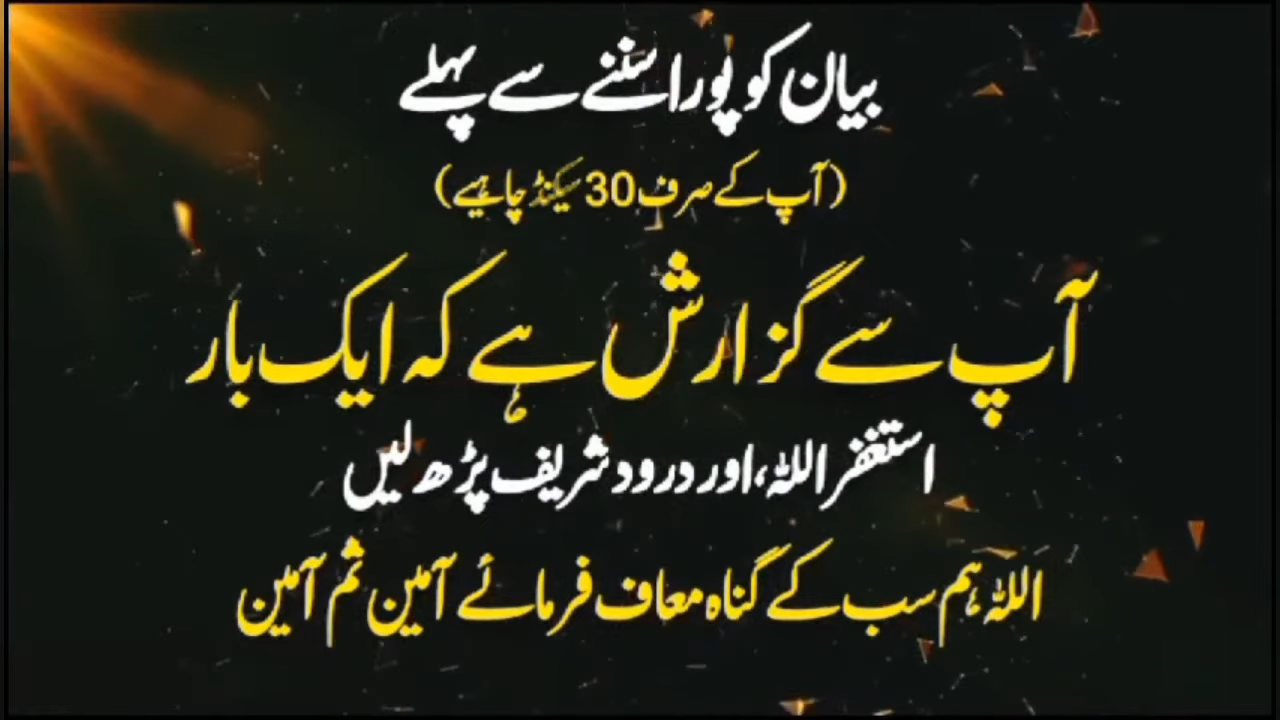 بیان کو پورا سننے سے پہلے
(آپ کے صرف 30 سیکنڈ چاہیے)
آپ سے گزارش ہے کہ ایک بار
استغفر اللہ، اور درود شریف پڑھ لیں
اللہ ہم سب کے گناہ معاف فرمائے آمین ثم آمین